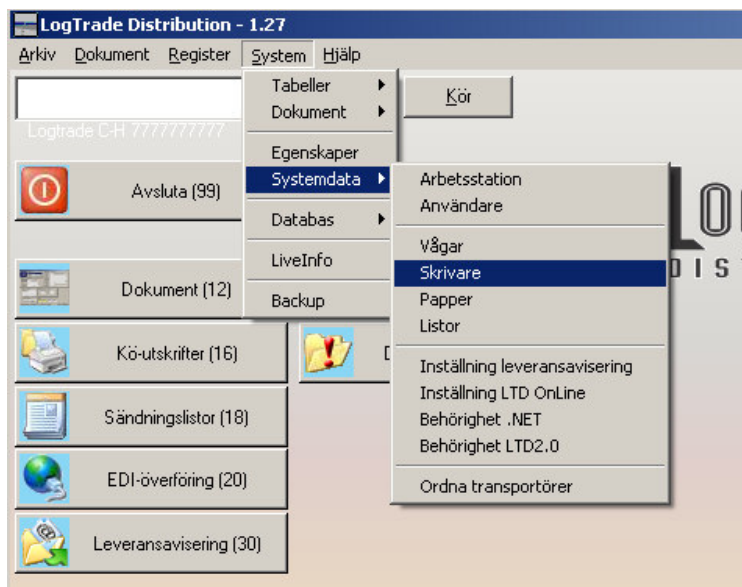 LogTrade Distribution - 1.27
Arkiv Dokument Register System Hjälp
Tabeller
Dokument
Kör
Logtrade C-H 7777777777
Egenskaper
Systemdata
Arbetsstation
Användare
Avsluta (99)
Databas
Vågar
LiveInfo
Skrivare
Dokument (12)
Backup
Papper
Listor
Kö-utskrifter (16)
Inställning leveransavisering
Inställning LTD OnLine
Sändningslistor (18)
Behörighet .NET
Behörighet LTD2.0
EDI-överföring (20)
Ordna transportörer
Leveransavisering (30)